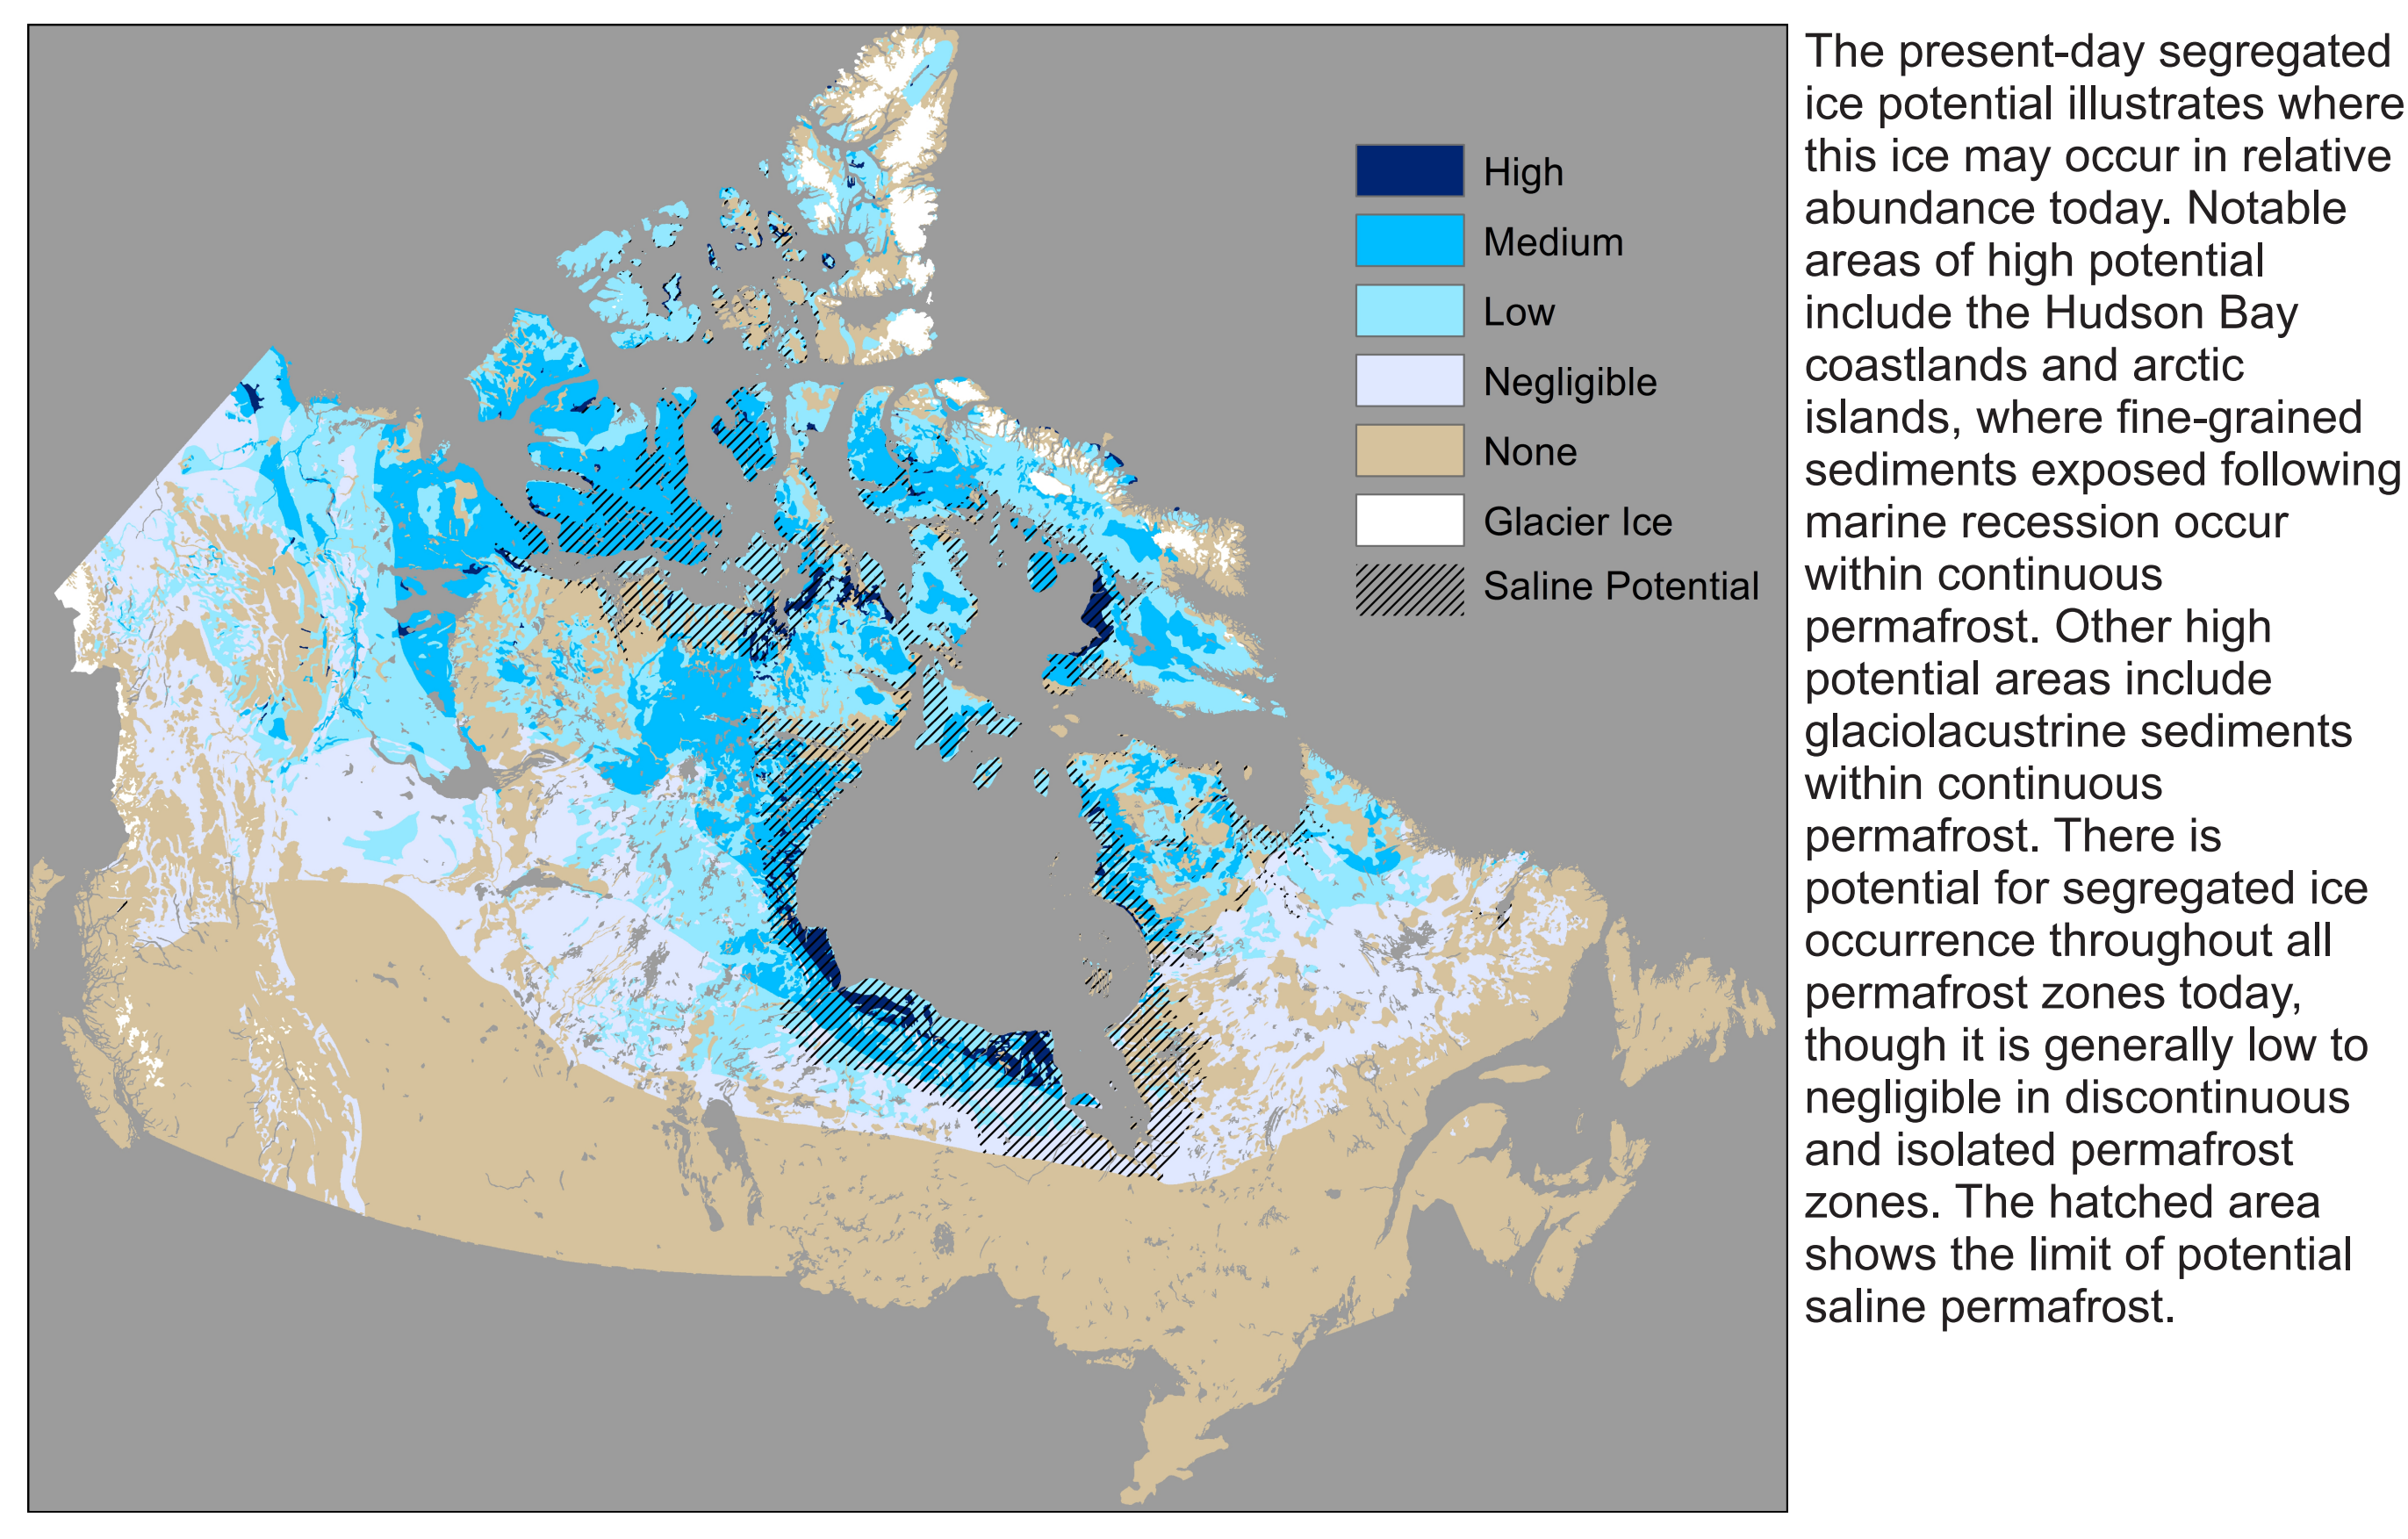 High
Medium
Low
Negligible
None
Glacier Ice
Saline Potential
The present-day segregated
ice potential illustrates where
this ice may occur in relative
abundance today. Notable
areas of high potential
include the Hudson Bay
coastlands and arctic
islands, where fine-grained
sediments exposed following
marine recession occur
within continuous
permafrost. Other high
potential areas include
glaciolacustrine sediments
within continuous
permafrost. There is
potential for segregated ice
occurrence throughout all
permafrost zones today,
though it is generally low to
negligible in discontinuous
and isolated permafrost
zones. The hatched area
shows the limit of potential
saline permafrost.